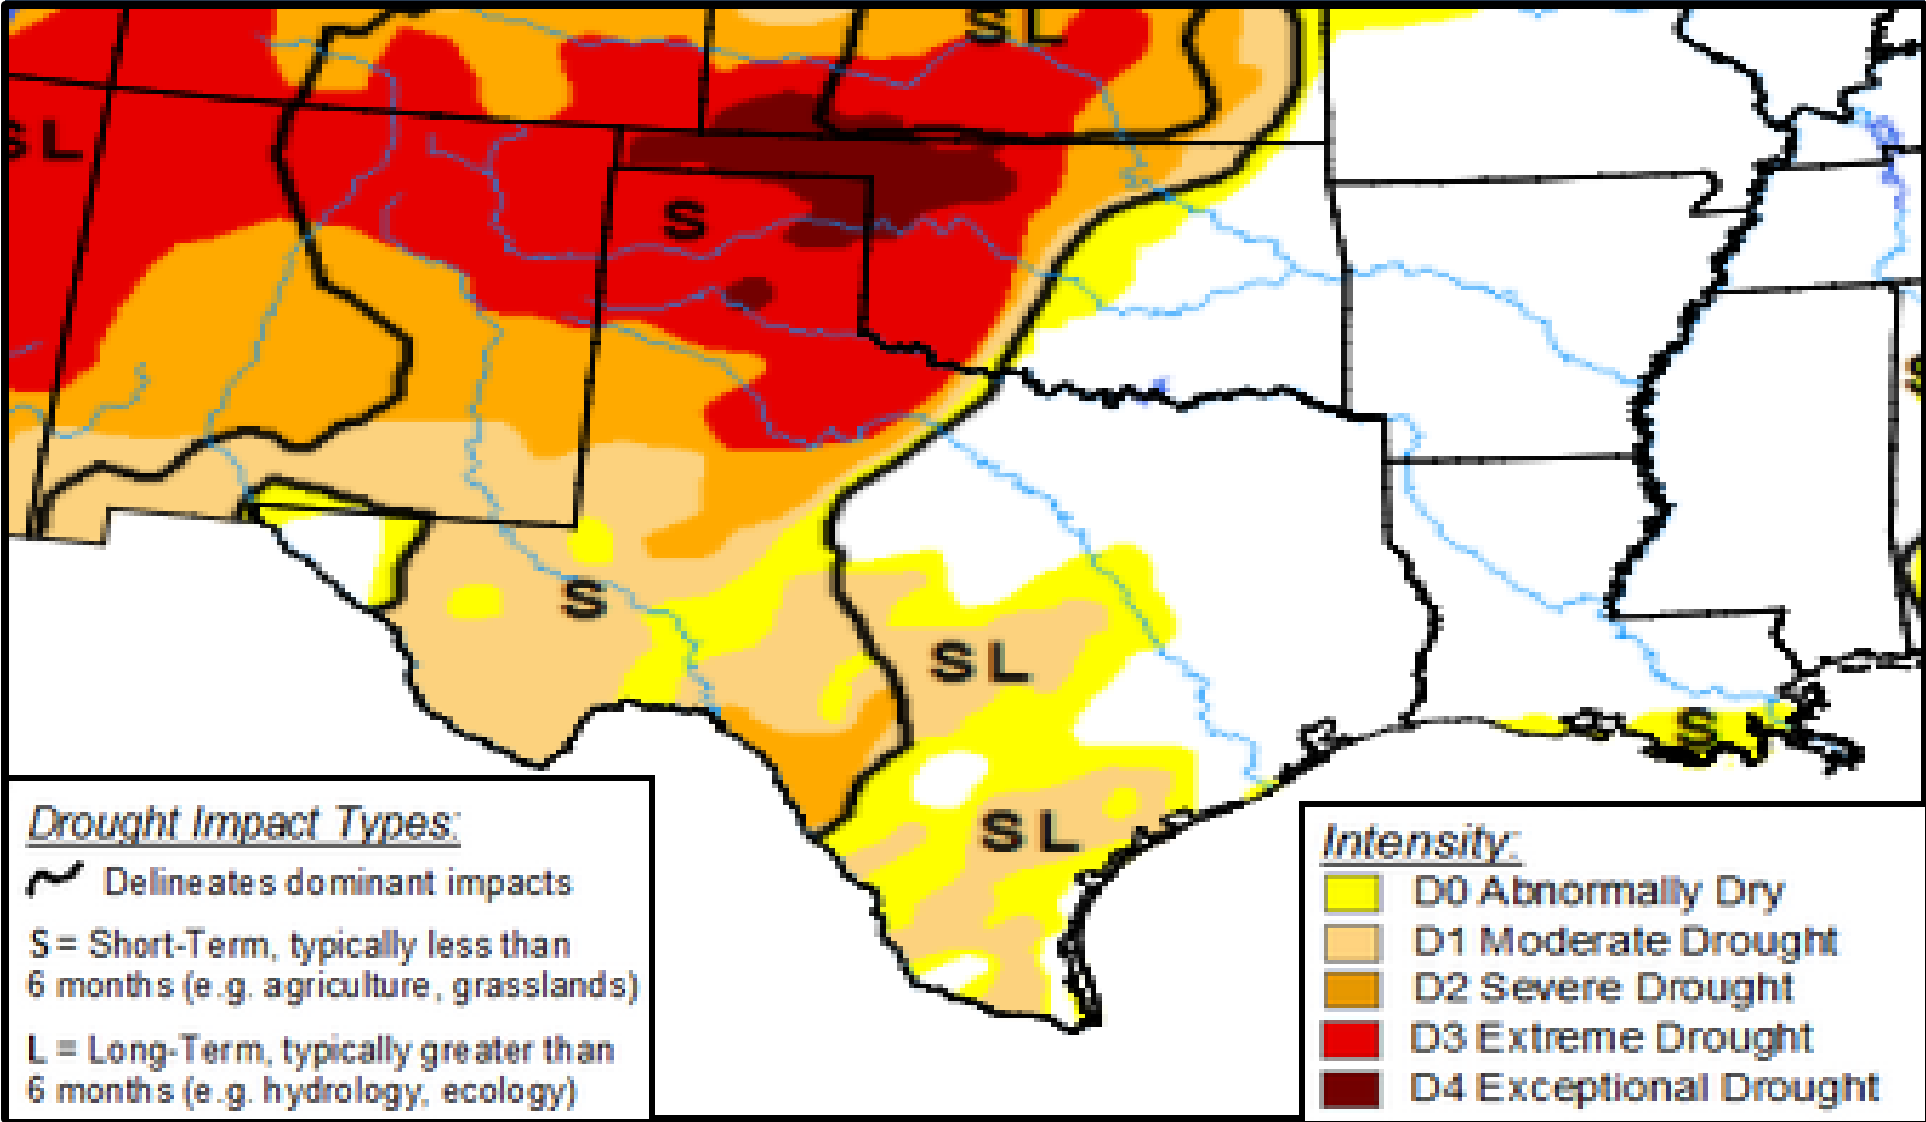 SL
SL
S
S
S
SL
S
SL
Drought Impact Types:
Delineates dominant impacts
S = Short-Term, typically less than
6 months (e.g. agriculture, grasslands)
L = Long-Term, typically greater than
6 months (e.g. hydrology, ecology)
Intensity:
D0 Abnormally Dry
D1 Moderate Drought
D2 Severe Drought
D3 Extreme Drought
D4 Exceptional Drought